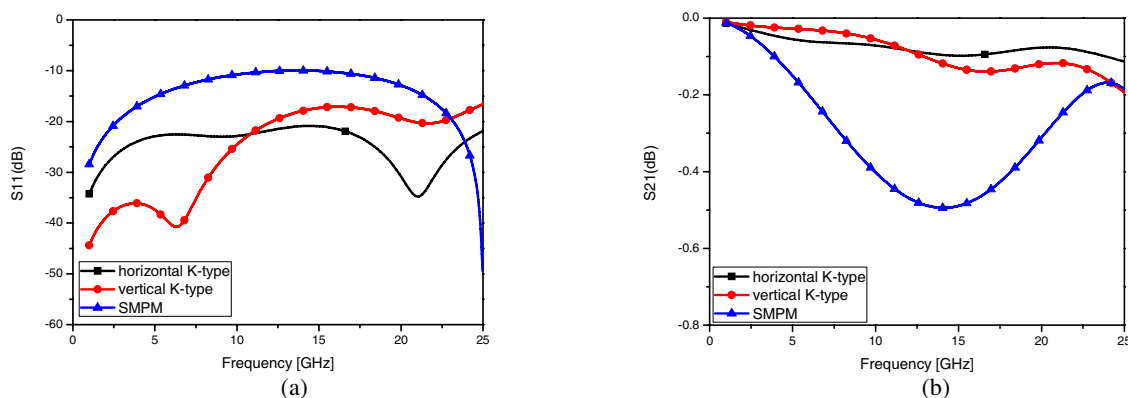 0
-10
-20
-30
-40
-50
-60
S11(dB)
horizontal K-type
vertical K-type
SMPM
0 5 10 15 20 25
Frequency [GHz]
(a)
0.0
-0.2
-0.4
-0.6
-0.8
S21(dB)
horizontal K-type
vertical K-type
SMPM
0 5 10 15 20 25
Frequency [GHz]
(b)